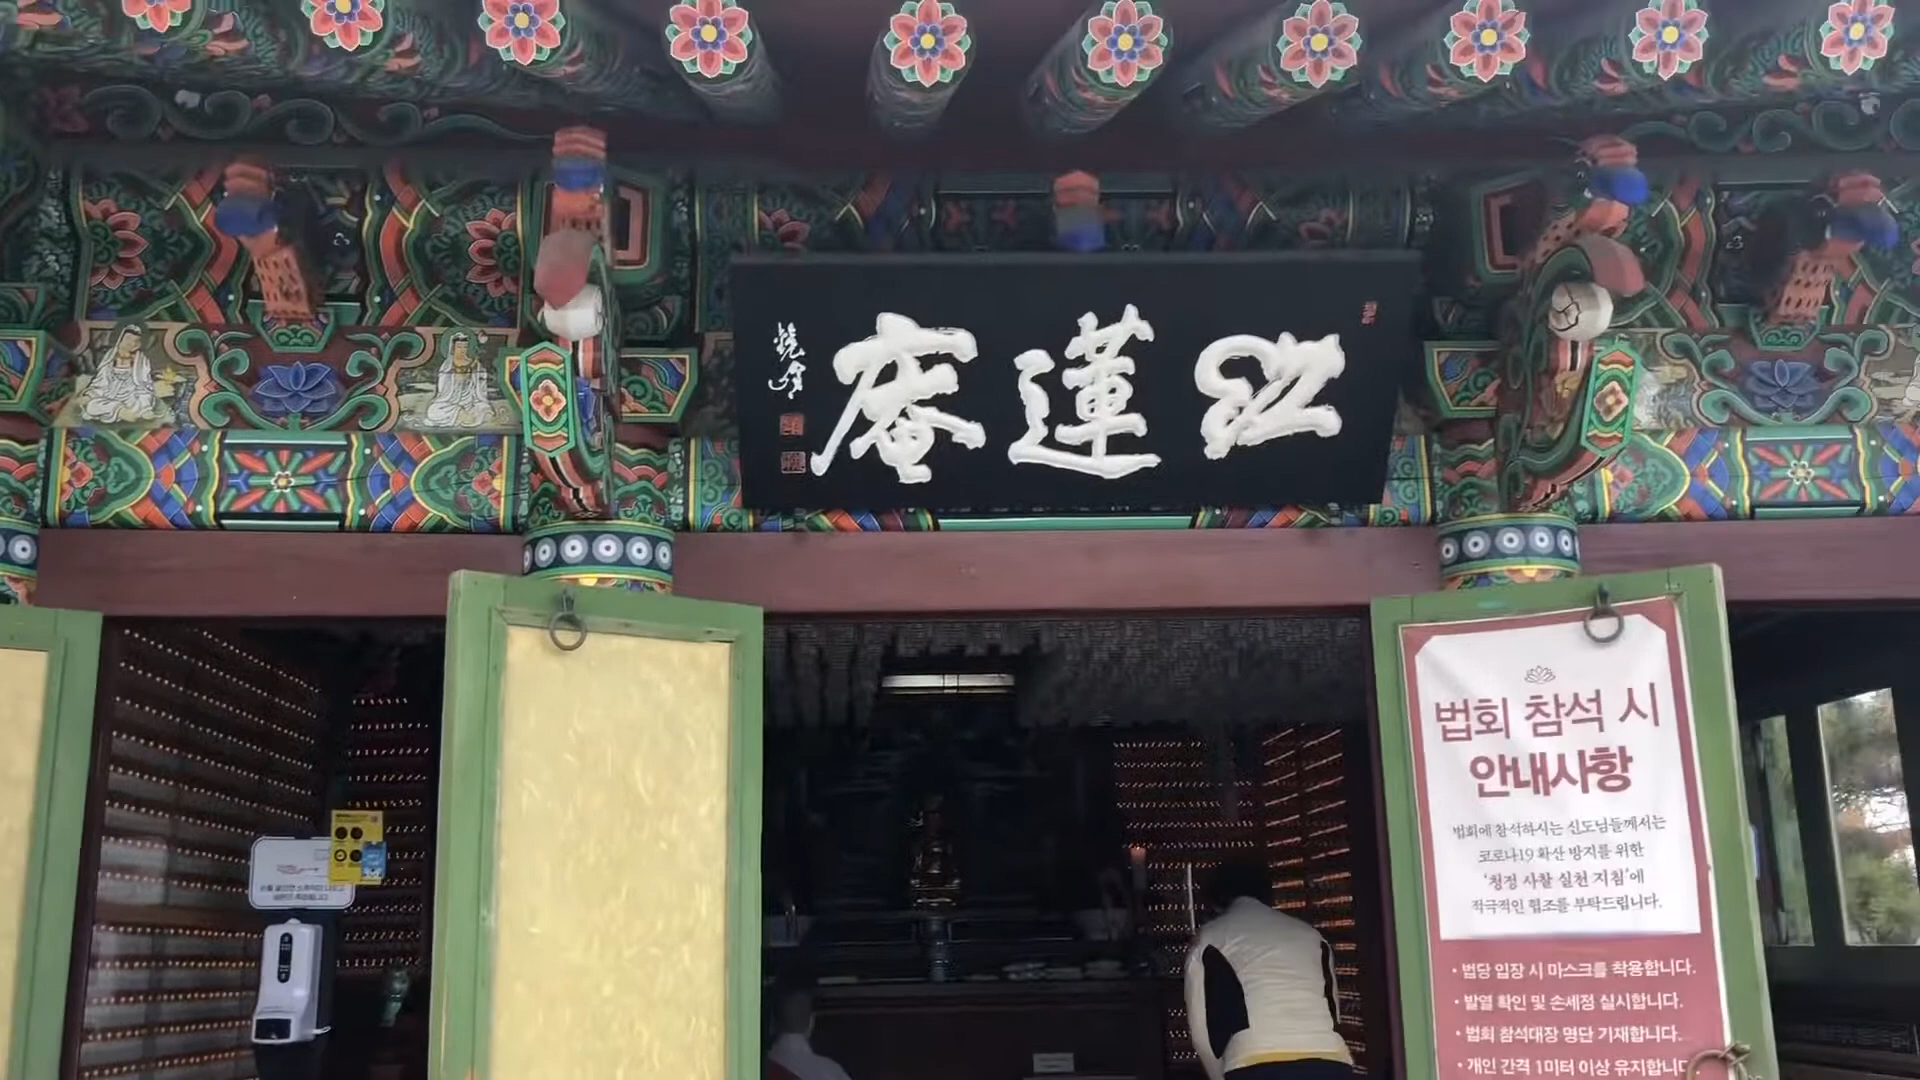 紅蓮庵
법회 참석 시
안내사항
법회에 참석하시는 신도님들께서는
코로나19 확산 방지를 위한
'청정 사찰 실천 지침'에
적극적인 협조를 부탁드립니다.
• 법당 입장 시 마스크를 착용합니다.
• 발열 확인 및 손세정 실시합니다.
• 법회 참석대장 명단 기재합니다.
• 개인 간격 1미터 이상 유지합니다.